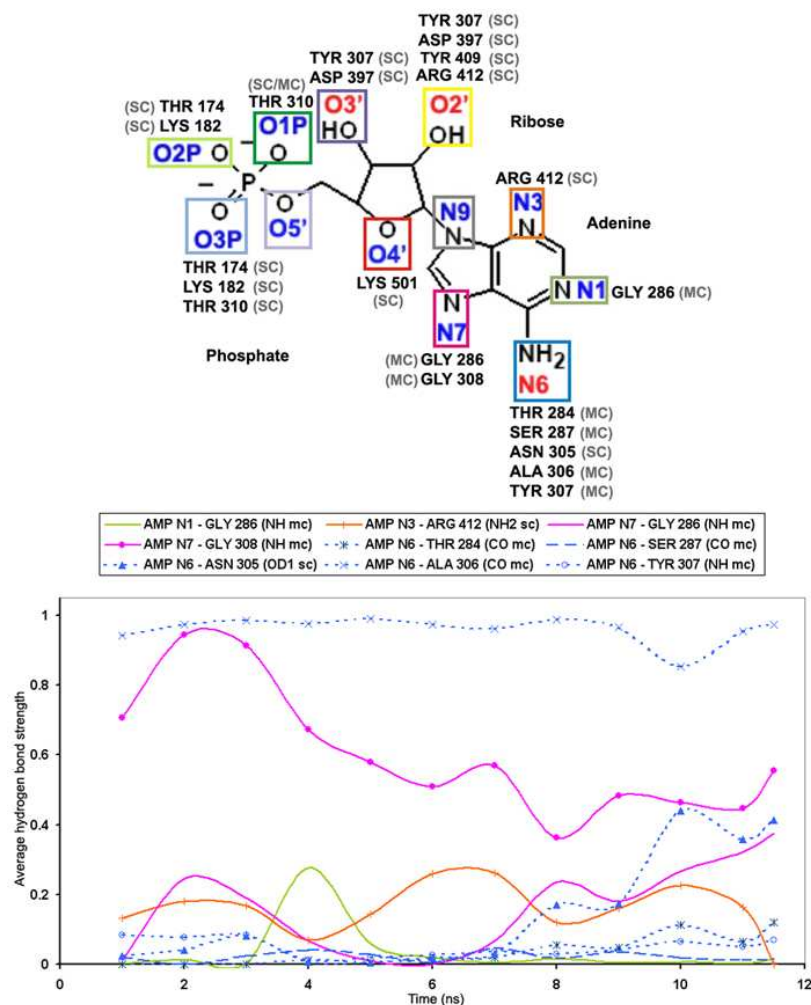 TYR 307 (SC)
ASP 397 (SC)
TYR 307 (SC) TYR 409 (SC)
(SC/MC) ASP 397 (SC) ARG 412 (SC)
(SC) THR 174 THR 310
(SC) LYS 182
O1P O3' O2'
HO OH Ribose
O2P O O
ARG 412 (SC)
P
O O N9 N3 Adenine
O3P O5' O N N
O4'
THR 174 (SC) LYS 501 N N1 GLY 286 (MC)
LYS 182 (SC) (SC) N
THR 310 (SC) N7
NH2
Phosphate (MC) GLY 286 N6
(MC) GLY 308
THR 284 (MC)
SER 287 (MC)
ASN 305 (SC)
ALA 306 (MC)
TYR 307 (MC)
AMP N1 - GLY 286 (NH mc) AMP N3 - ARG 412 (NH2 sc) AMP N7 - GLY 286 (NH mc)
AMP N7 - GLY 308 (NH mc) AMP N6 - THR 284 (CO mc) AMP N6 - SER 287 (CO mc)
AMP N6 - ASN 305 (OD1 sc) AMP N6 - ALA 306 (CO mc) AMP N6 - TYR 307 (NH mc)
Average hydrogen bond strength
1
0.8
0.6
0.4
0.2
0
0 2 4 6 8 10 12
Time (ns)